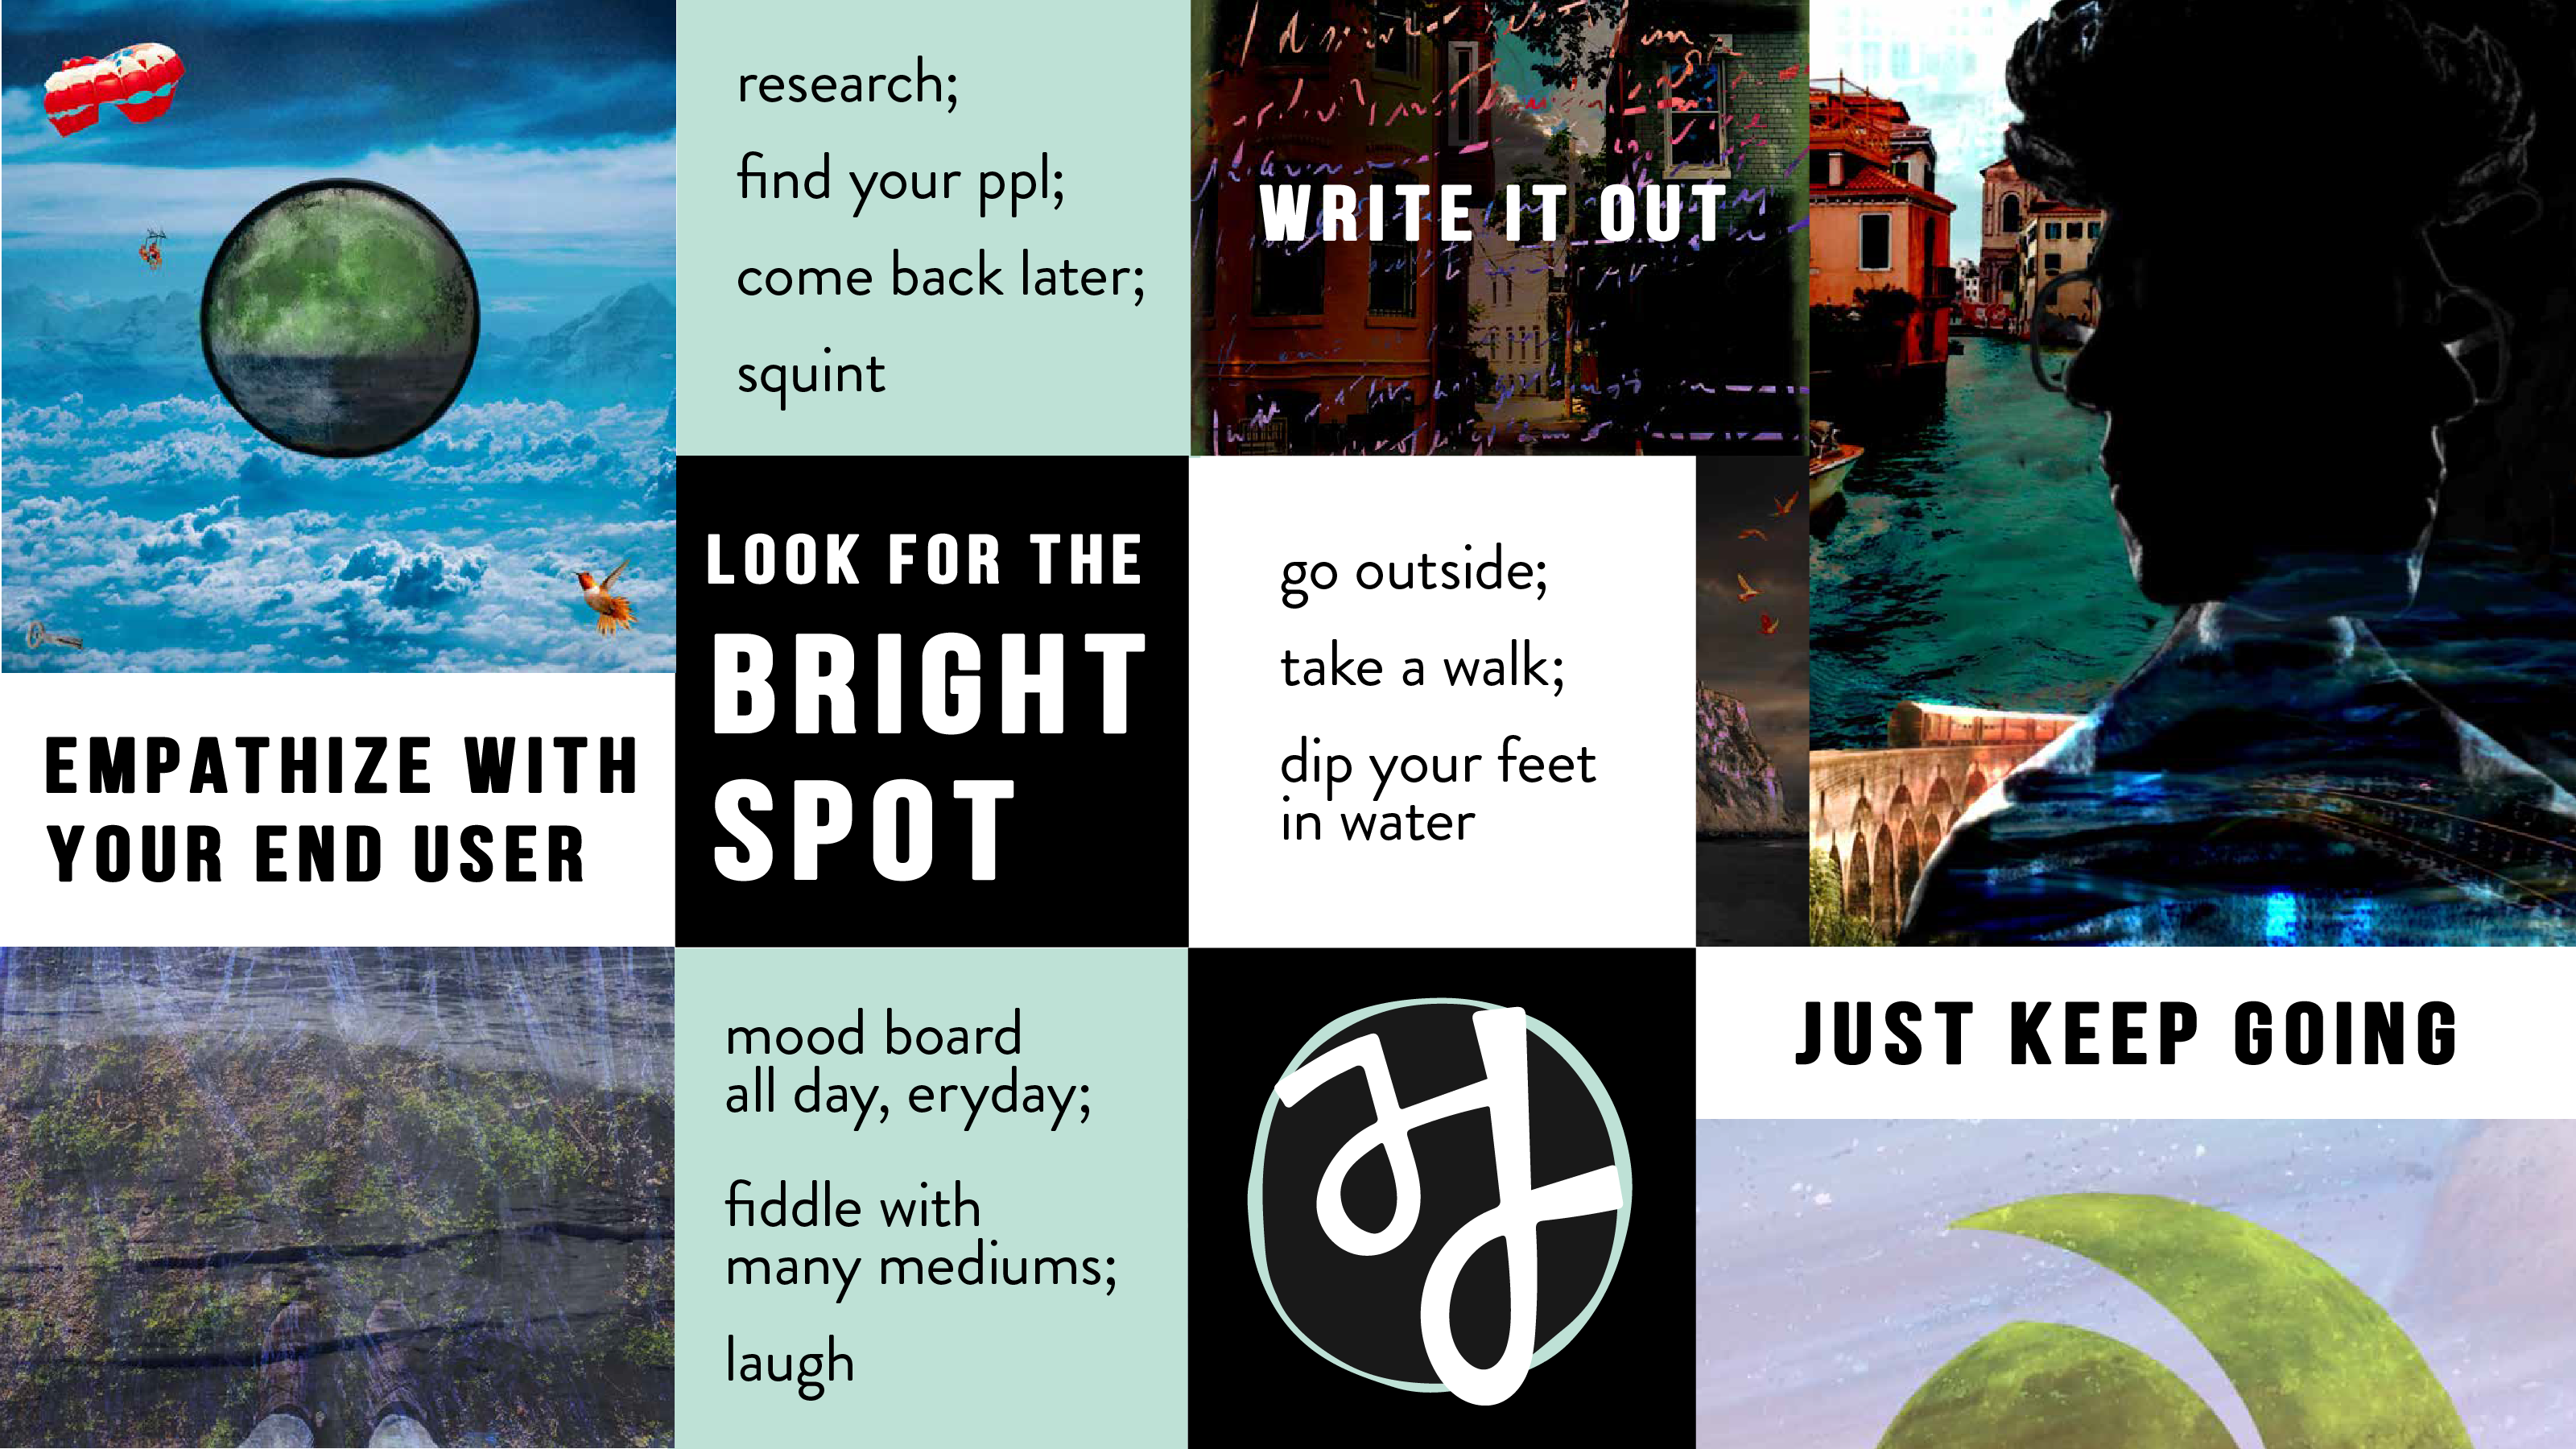 research;
find your ppl;
come back later;
squint
WRITE IT OUT
LOOK FOR THE
BRIGHT
SPOT
go outside;
take a walk;
dip your feet
in water
EMPATHIZE WITH
YOUR END USER
mood board
all day, eryday;
fiddle with
many mediums;
laugh
JUST KEEP GOING